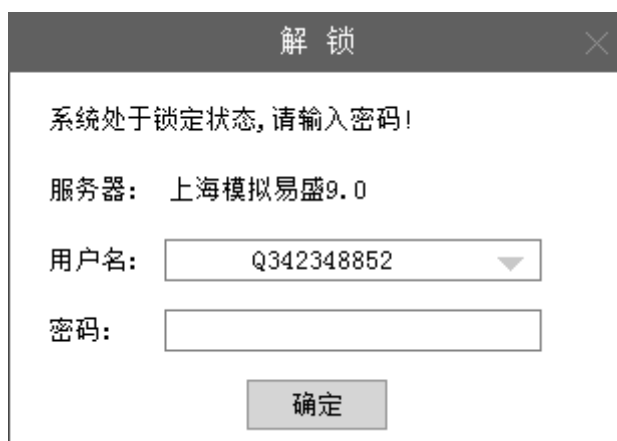 解 锁
系统处于锁定状态,请输入密码!
服务器: 上海模拟易盛9.0
用户名: Q342348852
密码:
确定